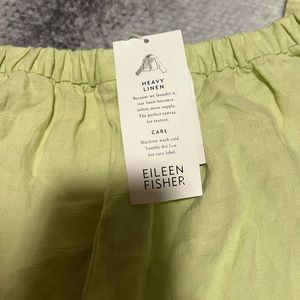 HEAVY
LINEN
Because we launder it,
our linen becomes
softer, more supple.
The perfect canvas
for texture.
CARE
Machine wash cold.
Tumble dry low.
See care label.
EILEEN
FISHER